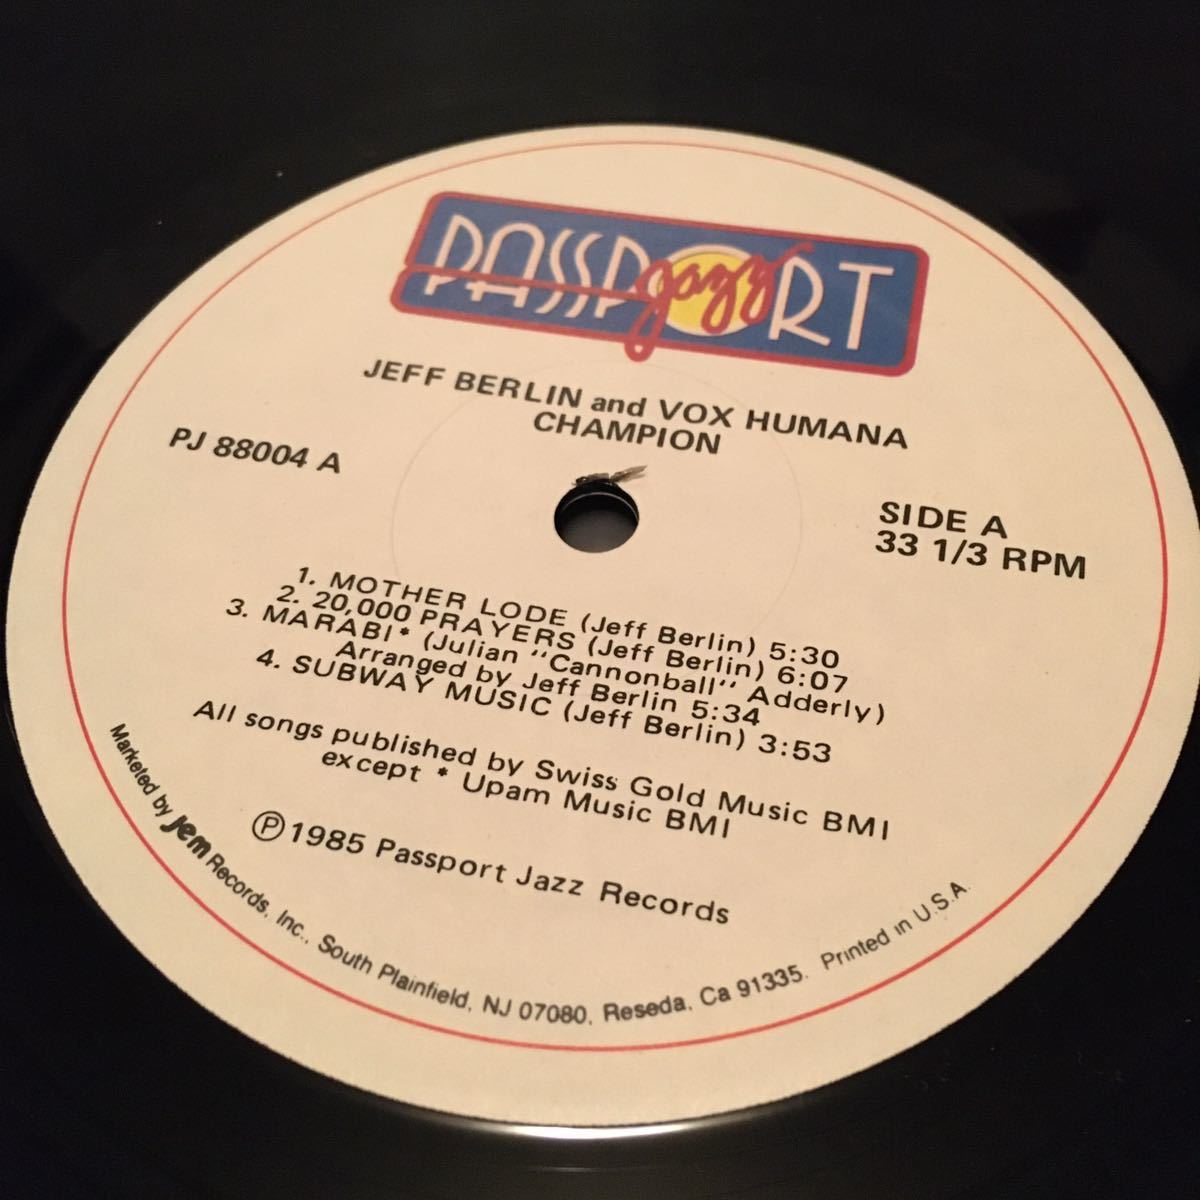 PASSPORT
jazz
JEFF BERLIN and VOX HUMANA
CHAMPION
PJ 88004 A
SIDE A
33 1/3 RPM
1. MOTHER LODE (Jeff Berlin) 5:30
2. 20,000 PRAYERS (Jeff Berlin) 6:07
3. MARABI* (Julian "Cannonball" Adderly)
Arranged by Jeff Berlin 5:34
4. SUBWAY MUSIC (Jeff Berlin) 3:53
All songs published by Swiss Gold Music BMI
except * Upam Music BMI
Ⓟ1985 Passport Jazz Records
Marketed by jem Records, Inc., South Plainfield, NJ 07080, Reseda, Ca 91335. Printed in U.S.A.